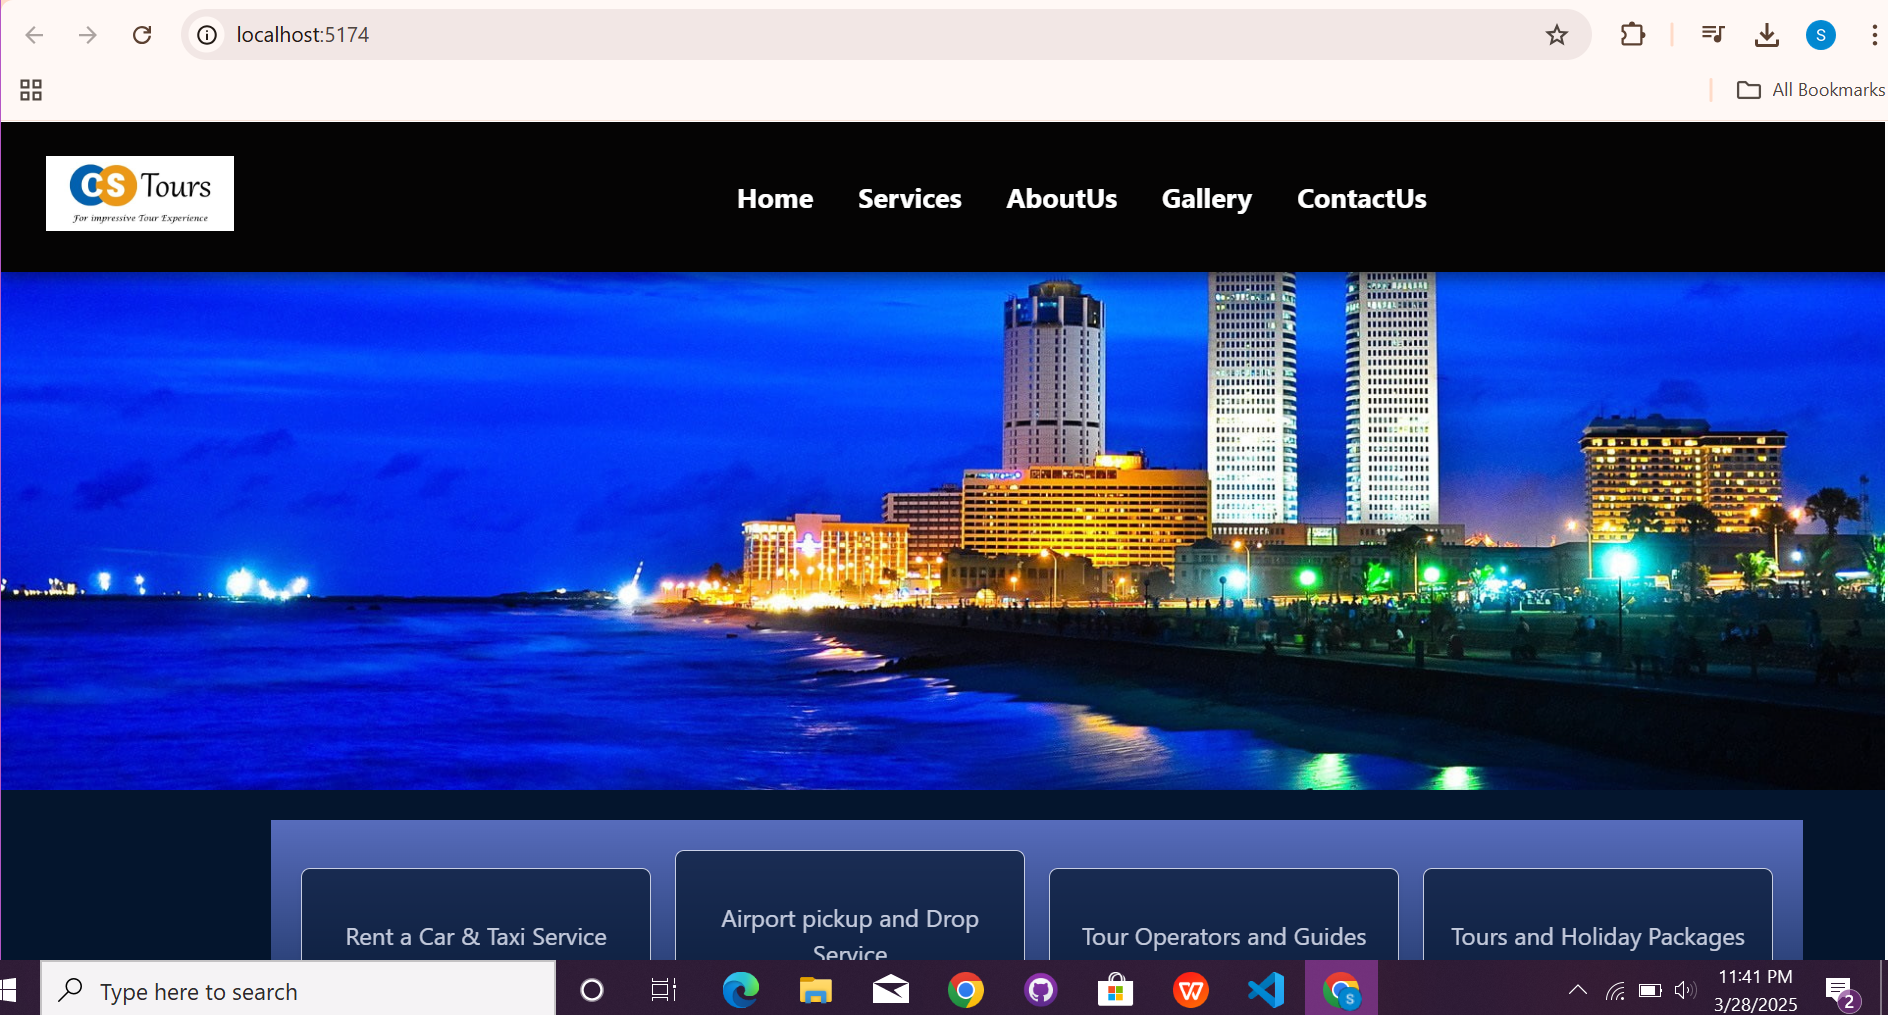 localhost:5174
S
All Bookmarks
CS Tours
For impressive Tour Experience
Home Services AboutUs Gallery ContactUs
Rent a Car & Taxi Service
Airport pickup and Drop
Service
Tour Operators and Guides
Tours and Holiday Packages
Type here to search
W
S
11:41 PM
3/28/2025
2